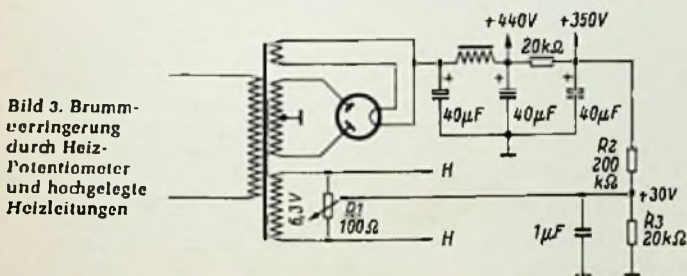 Bild 3. Brumm-
verringerung
durch Heiz-
Potentiometer
und hochgelegte
Heizleitungen
+440V +350V
20kΩ
+ + +
40µF 40µF 40µF
R2
200
kΩ
H
6,3V
R1
100Ω
+30V
1µF
R3
20kΩ
H